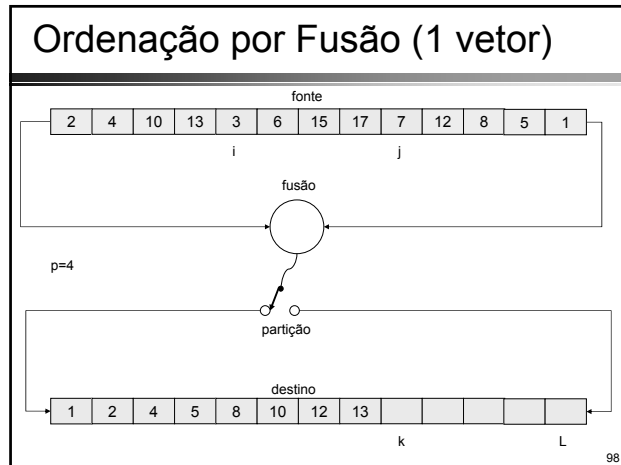 Ordenação por Fusão (1 vetor)
fonte
2 4 10 13 3 6 15 17 7 12 8 5 1
i j
fusão
p=4
partição
destino
1 2 4 5 8 10 12 13
k L
98